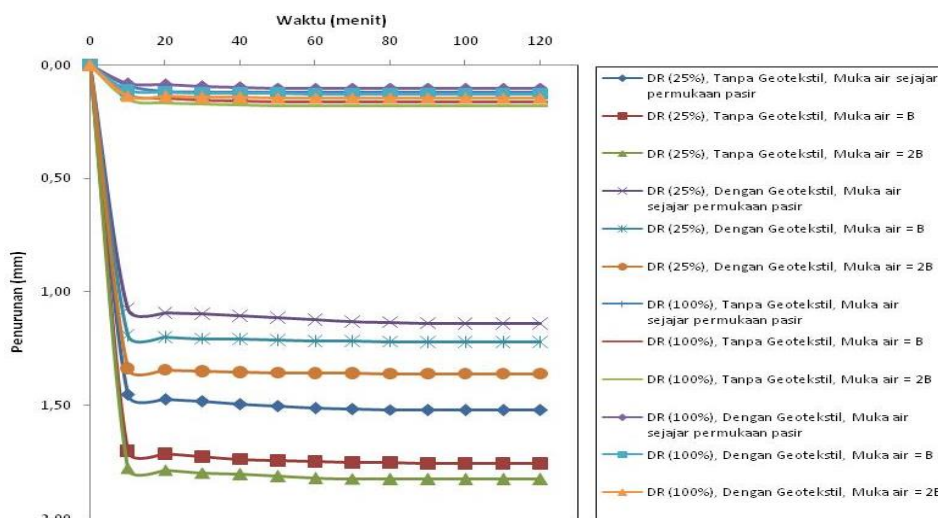 Waktu (menit)
0 20 40 60 80 100 120
0,00
0,50
1,00
1,50
2,00
Penurunan (mm)
DR (25%), Tanpa Geotekstil, Muka air sejajar
permukaan pasir
DR (25%), Tanpa Geotekstil, Muka air = B
DR (25%), Tanpa Geotekstil, Muka air = 2B
DR (25%), Dengan Geotekstil, Muka air
sejajar permukaan pasir
DR (25%), Dengan Geotekstil, Muka air = B
DR (25%), Dengan Geotekstil, Muka air = 2B
DR (100%), Tanpa Geotekstil, Muka air
sejajar permukaan pasir
DR (100%), Tanpa Geotekstil, Muka air = B
DR (100%), Tanpa Geotekstil, Muka air = 2B
DR (100%), Dengan Geotekstil, Muka air
sejajar permukaan pasir
DR (100%), Dengan Geotekstil, Muka air = B
DR (100%), Dengan Geotekstil, Muka air = 2B